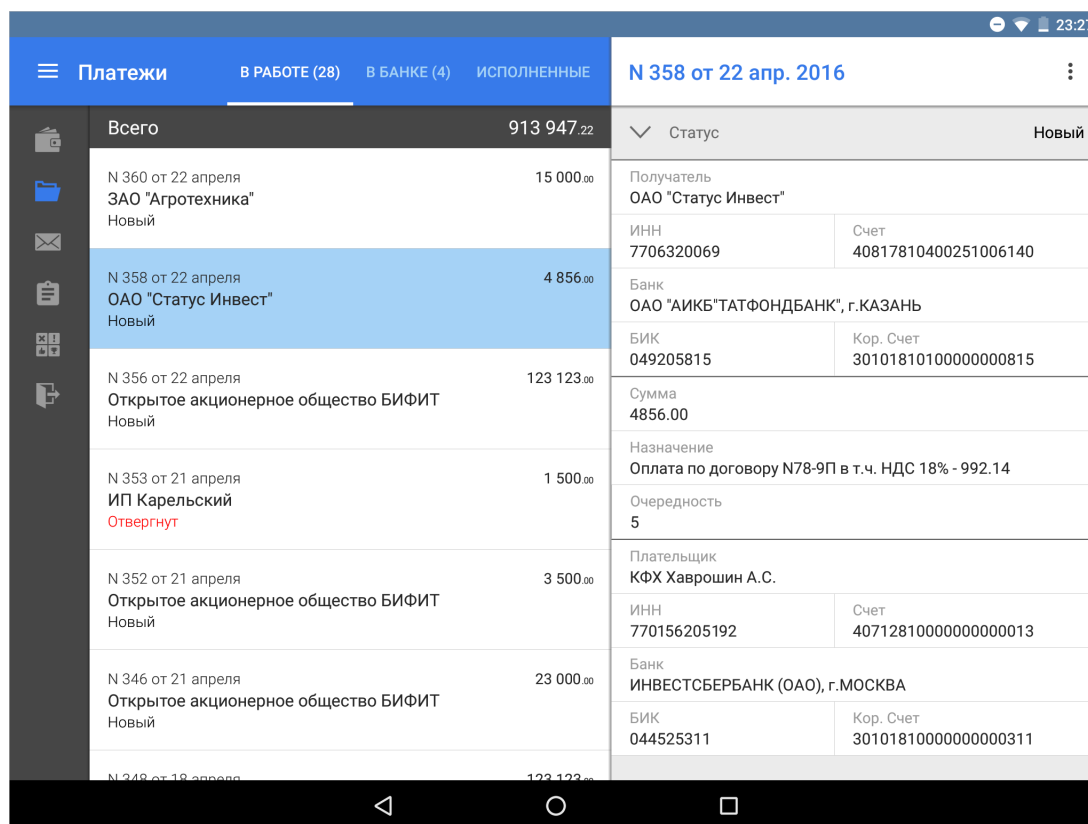 23:27
Платежи
В РАБОТЕ (28)
В БАНКЕ (4)
ИСПОЛНЕННЫЕ
Всего 913 947.22
N 360 от 22 апреля 15 000.00
ЗАО "Агротехника"
Новый
N 358 от 22 апреля 4 856.00
ОАО "Статус Инвест"
Новый
N 356 от 22 апреля 123 123.00
Открытое акционерное общество БИФИТ
Новый
N 353 от 21 апреля 1 500.00
ИП Карельский
Отвергнут
N 352 от 21 апреля 3 500.00
Открытое акционерное общество БИФИТ
Новый
N 346 от 21 апреля 23 000.00
Открытое акционерное общество БИФИТ
Новый
N 348 от 18 апреля 123 123.00
N 358 от 22 апр. 2016
Статус Новый
Получатель
ОАО "Статус Инвест"
ИНН Счет
7706320069 40817810400251006140
Банк
ОАО "АИКБ"ТАТФОНДБАНК", г.КАЗАНЬ
БИК Кор. Счет
049205815 30101810100000000815
Сумма
4856.00
Назначение
Оплата по договору N78-9П в т.ч. НДС 18% - 992.14
Очередность
5
Плательщик
КФХ Хаврошин А.С.
ИНН Счет
770156205192 40712810000000000013
Банк
ИНВЕСТСБЕРБАНК (ОАО), г.МОСКВА
БИК Кор. Счет
044525311 30101810000000000311